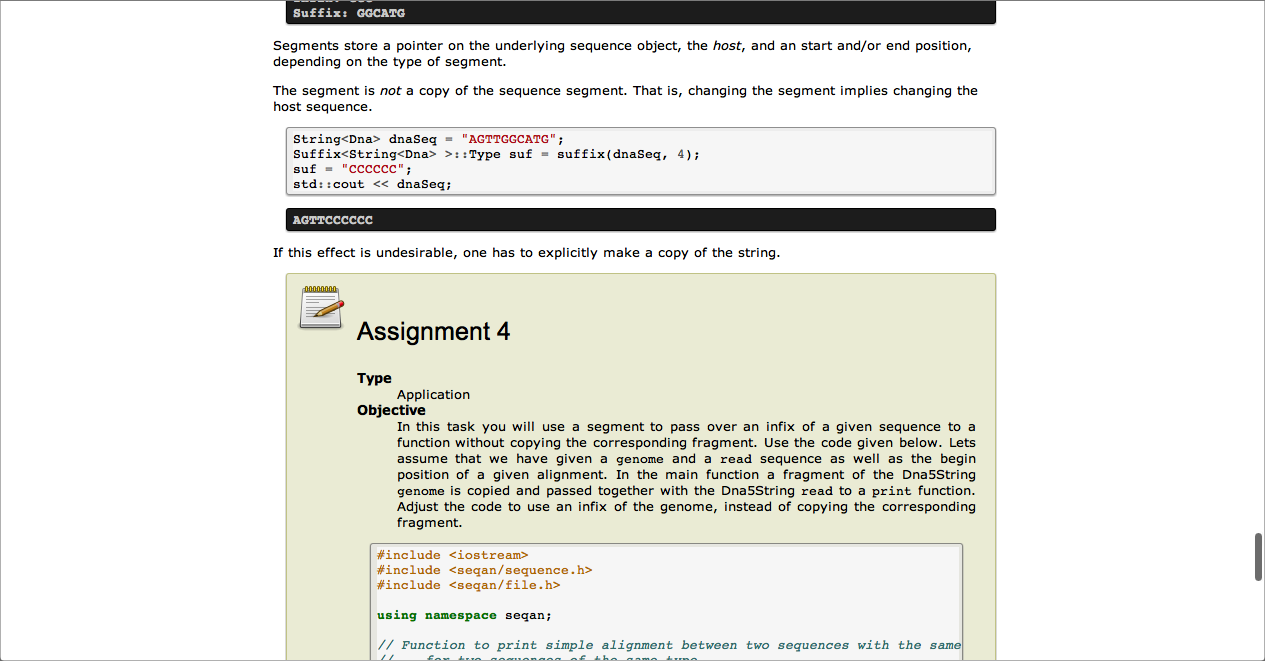 Suffix: GGCATG
Segments store a pointer on the underlying sequence object, the host, and an start and/or end position,
depending on the type of segment.
The segment is not a copy of the sequence segment. That is, changing the segment implies changing the
host sequence.
String<Dna> dnaSeq = "AGTTGGCATG";
Suffix<String<Dna> >::Type suf = suffix(dnaSeq, 4);
suf = "CCCCCC";
std::cout << dnaSeq;
AGTTCCCCCC
If this effect is undesirable, one has to explicitly make a copy of the string.
Assignment 4
Type
Application
Objective
In this task you will use a segment to pass over an infix of a given sequence to a
function without copying the corresponding fragment. Use the code given below. Lets
assume that we have given a genome and a read sequence as well as the begin
position of a given alignment. In the main function a fragment of the Dna5String
genome is copied and passed together with the Dna5String read to a print function.
Adjust the code to use an infix of the genome, instead of copying the corresponding
fragment.
#include <iostream>
#include <seqan/sequence.h>
#include <seqan/file.h>
using namespace seqan;
// Function to print simple alignment between two sequences with the same
// for two sequences of the same type